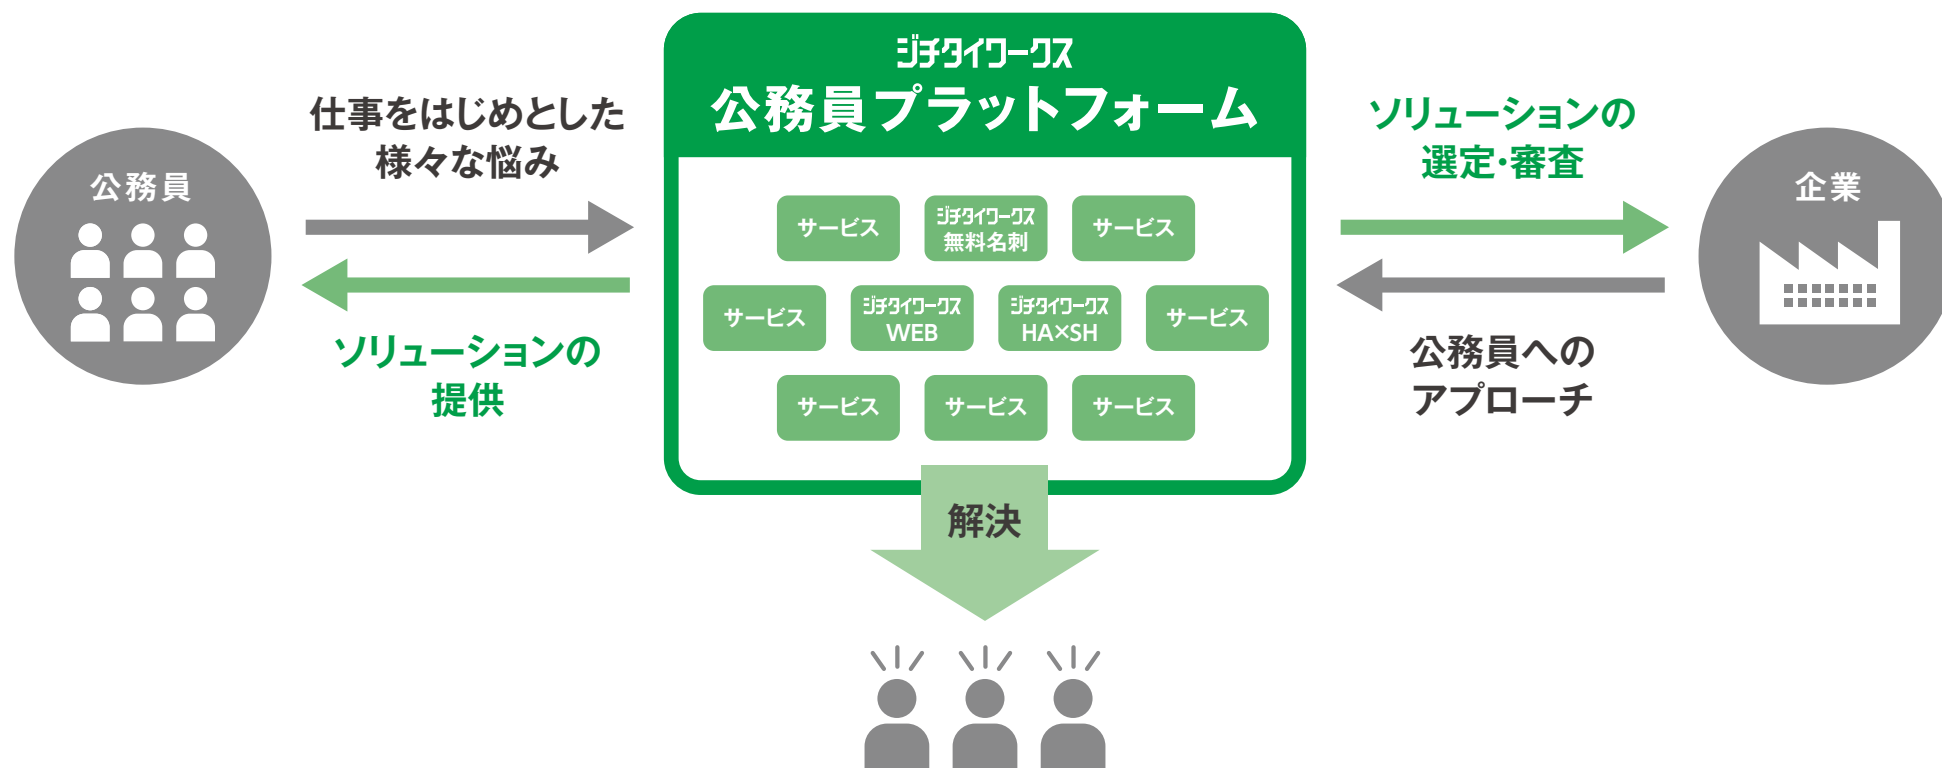 公務員
仕事をはじめとした
様々な悩み
ソリューションの
提供
ジチタイワークス
公務員プラットフォーム
サービス
ジチタイワークス
無料名刺
サービス
サービス
ジチタイワークス
WEB
ジチタイワークス
HA×SH
サービス
サービス
サービス
サービス
解決
ソリューションの
選定・審査
公務員への
アプローチ
企業